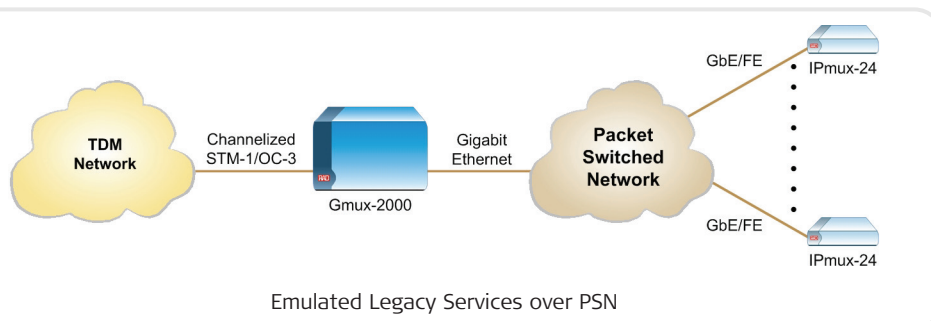 TDM
Network
Channelized
STM-1/OC-3
RAD
Gmux-2000
Gigabit
Ethernet
Packet
Switched
Network
GbE/FE
IPmux-24
GbE/FE
IPmux-24
Emulated Legacy Services over PSN